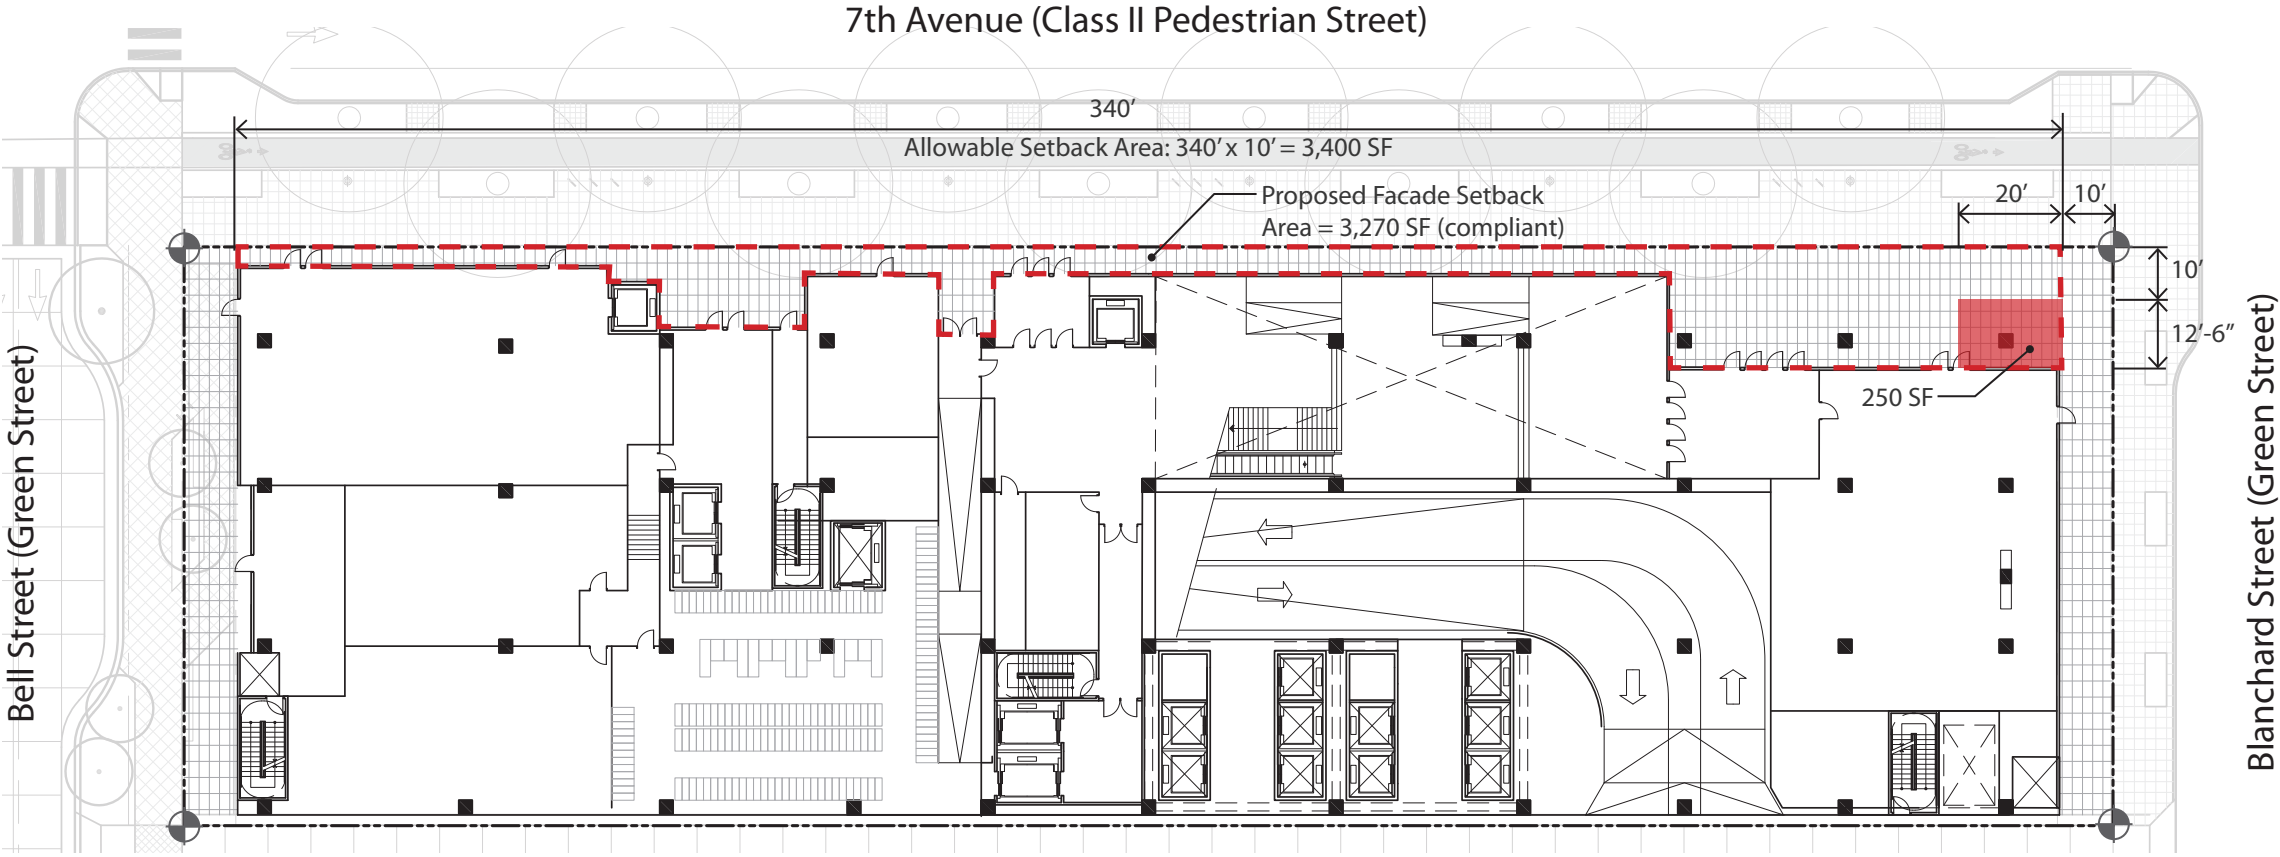 7th Avenue (Class II Pedestrian Street)
340’
Allowable Setback Area: 340’ x 10’ = 3,400 SF
Proposed Facade Setback
Area = 3,270 SF (compliant)
20’
10’
10’
12’-6”
250 SF
Bell Street (Green Street)
Blanchard Street (Green Street)